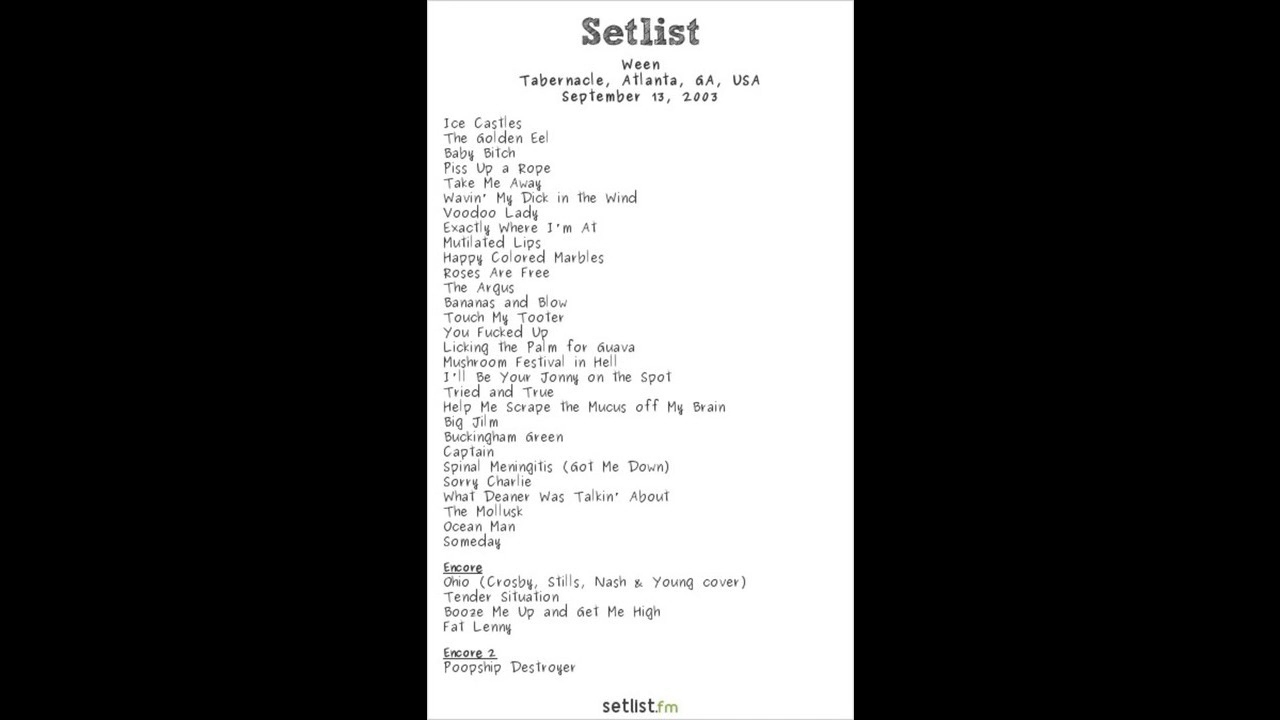 Setlist
Ween
Tabernacle, Atlanta, GA, USA
September 13, 2003
Ice Castles
The Golden Eel
Baby Bitch
Piss Up a Rope
Take Me Away
Wavin' My Dick in the Wind
Voodoo Lady
Exactly Where I'm At
Mutilated Lips
Happy Colored Marbles
Roses Are Free
The Argus
Bananas and Blow
Touch My Tooter
You Fucked Up
Licking the Palm for Guava
Mushroom Festival in Hell
I'll Be Your Jonny on the Spot
Tried and True
Help Me Scrape the Mucus off My Brain
Big Jilm
Buckingham Green
Captain
Spinal Meningitis (Got Me Down)
Sorry Charlie
What Deaner Was Talkin' About
The Mollusk
Ocean Man
Someday
Encore
Ohio (Crosby, Stills, Nash & Young cover)
Tender Situation
Booze Me Up and Get Me High
Fat Lenny
Encore 2
Poopship Destroyer
setlist.fm